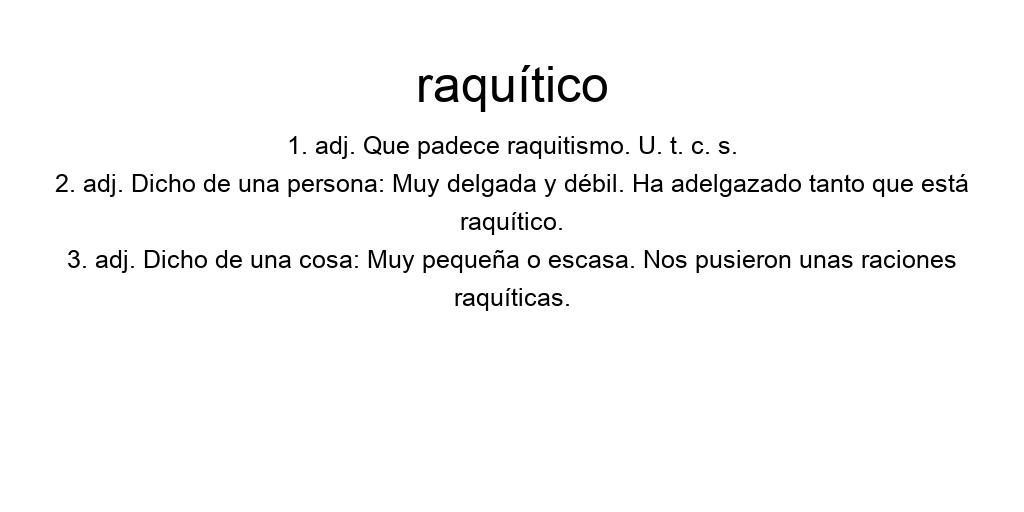 raquítico
1. adj. Que padece raquitismo. U. t. c. s.
2. adj. Dicho de una persona: Muy delgada y débil. Ha adelgazado tanto que está
raquítico.
3. adj. Dicho de una cosa: Muy pequeña o escasa. Nos pusieron unas raciones
raquíticas.